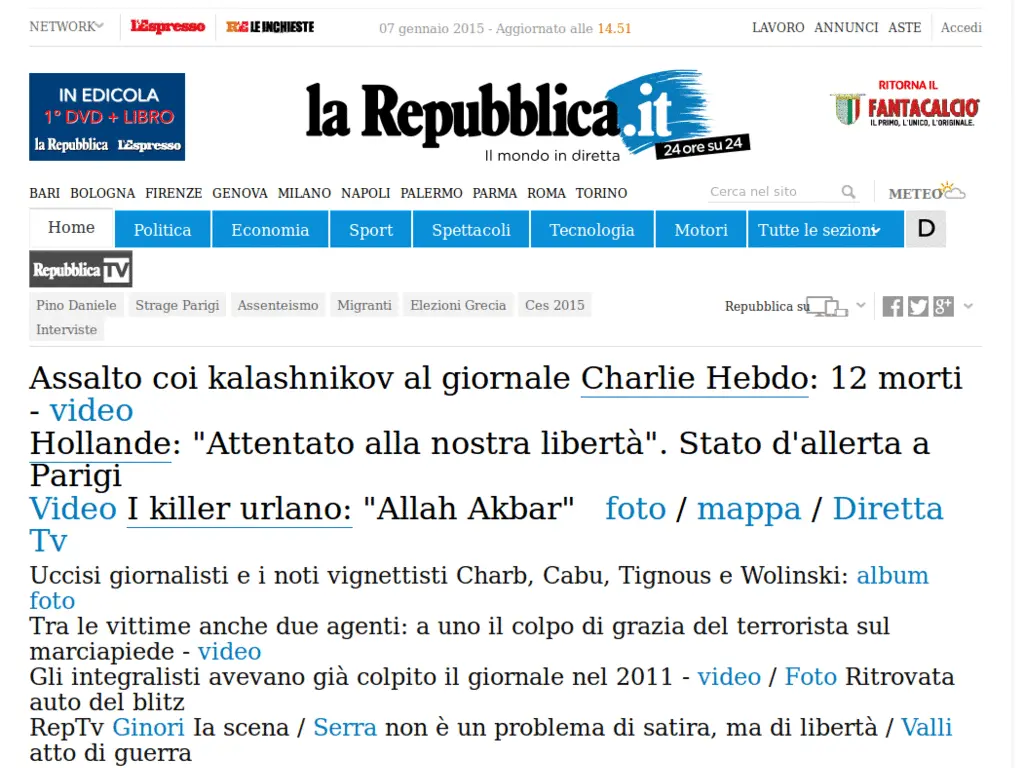 NETWORK
L'Espresso
RE LE INCHIESTE
07 gennaio 2015 - Aggiornato alle 14.51
LAVORO ANNUNCI ASTE
Accedi
IN EDICOLA
1° DVD + LIBRO
la Repubblica L'Espresso
la Repubblica.it
24 ore su 24
Il mondo in diretta
RITORNA IL
FANTACALCIO
IL PRIMO, L'UNICO, L'ORIGINALE.
BARI BOLOGNA FIRENZE GENOVA MILANO NAPOLI PALERMO PARMA ROMA TORINO
Cerca nel sito
METEO
Home Politica Economia Sport Spettacoli Tecnologia Motori Tutte le sezioni D
Repubblica TV
Pino Daniele Strage Parigi Assenteismo Migranti Elezioni Grecia Ces 2015
Interviste
Repubblica su
Assalto coi kalashnikov al giornale Charlie Hebdo: 12 morti
- video
Hollande: "Attentato alla nostra libertà". Stato d'allerta a
Parigi
Video I killer urlano: "Allah Akbar" foto / mappa / Diretta
Tv
Uccisi giornalisti e i noti vignettisti Charb, Cabu, Tignous e Wolinski: album
foto
Tra le vittime anche due agenti: a uno il colpo di grazia del terrorista sul
marciapiede - video
Gli integralisti avevano già colpito il giornale nel 2011 - video / Foto Ritrovata
auto del blitz
RepTv Ginori Ia scena / Serra non è un problema di satira, ma di libertà / Valli
atto di guerra